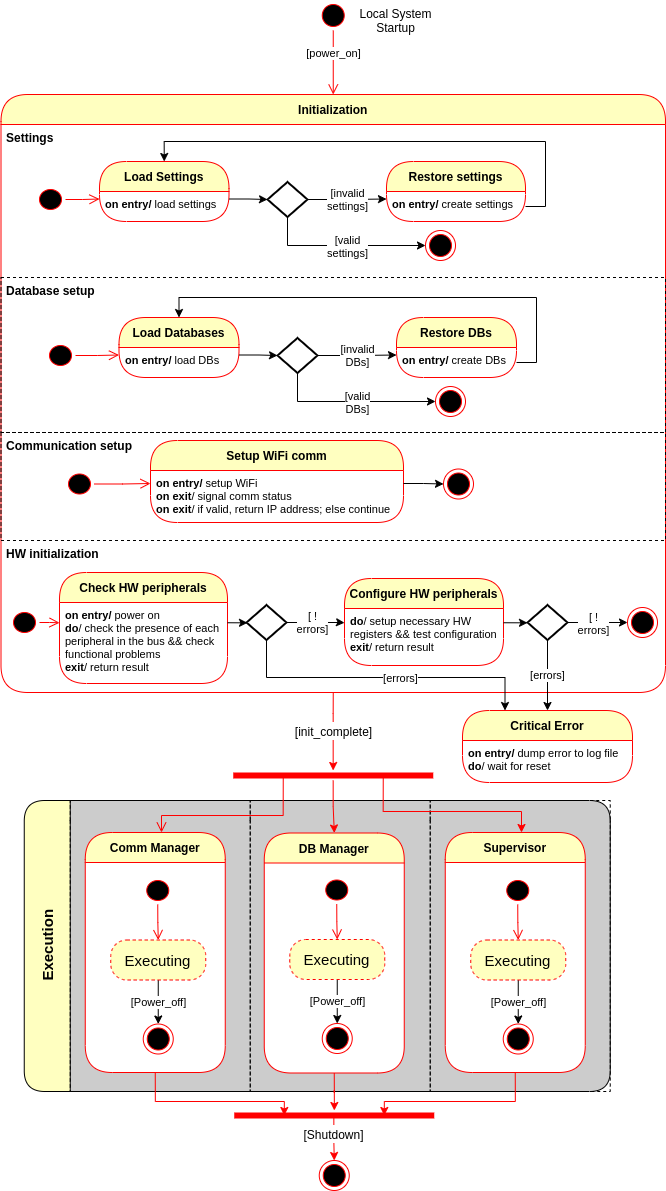 Local System
Startup
[power_on]
Initialization
Settings
Load Settings
on entry/ load settings
[invalid
settings]
Restore settings
on entry/ create settings
[valid
settings]
Database setup
Load Databases
on entry/ load DBs
[invalid
DBs]
Restore DBs
on entry/ create DBs
[valid
DBs]
Communication setup
Setup WiFi comm
on entry/ setup WiFi
on exit/ signal comm status
on exit/ if valid, return IP address; else continue
HW initialization
Check HW peripherals
on entry/ power on
do/ check the presence of each
peripheral in the bus && check
functional problems
exit/ return result
[ !
errors]
Configure HW peripherals
do/ setup necessary HW
registers && test configuration
exit/ return result
[ !
errors]
[errors]
[errors]
Critical Error
on entry/ dump error to log file
do/ wait for reset
[init_complete]
Execution
Comm Manager
Executing
[Power_off]
DB Manager
Executing
[Power_off]
Supervisor
Executing
[Power_off]
[Shutdown]